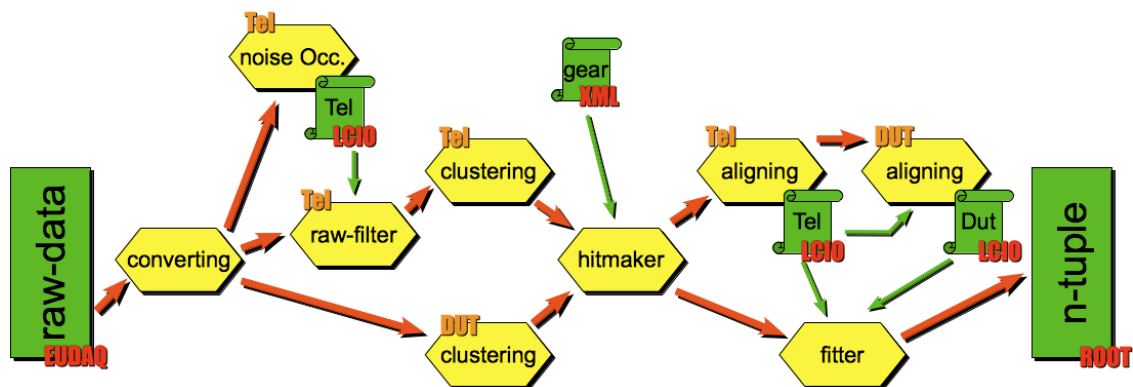 raw-data
EUDAQ
converting
Tel
noise Occ.
Tel
LCIO
Tel
raw-filter
Tel
clustering
DUT
clustering
gear
XML
hitmaker
Tel
aligning
Tel
LCIO
DUT
aligning
Dut
LCIO
fitter
n-tuple
ROOT